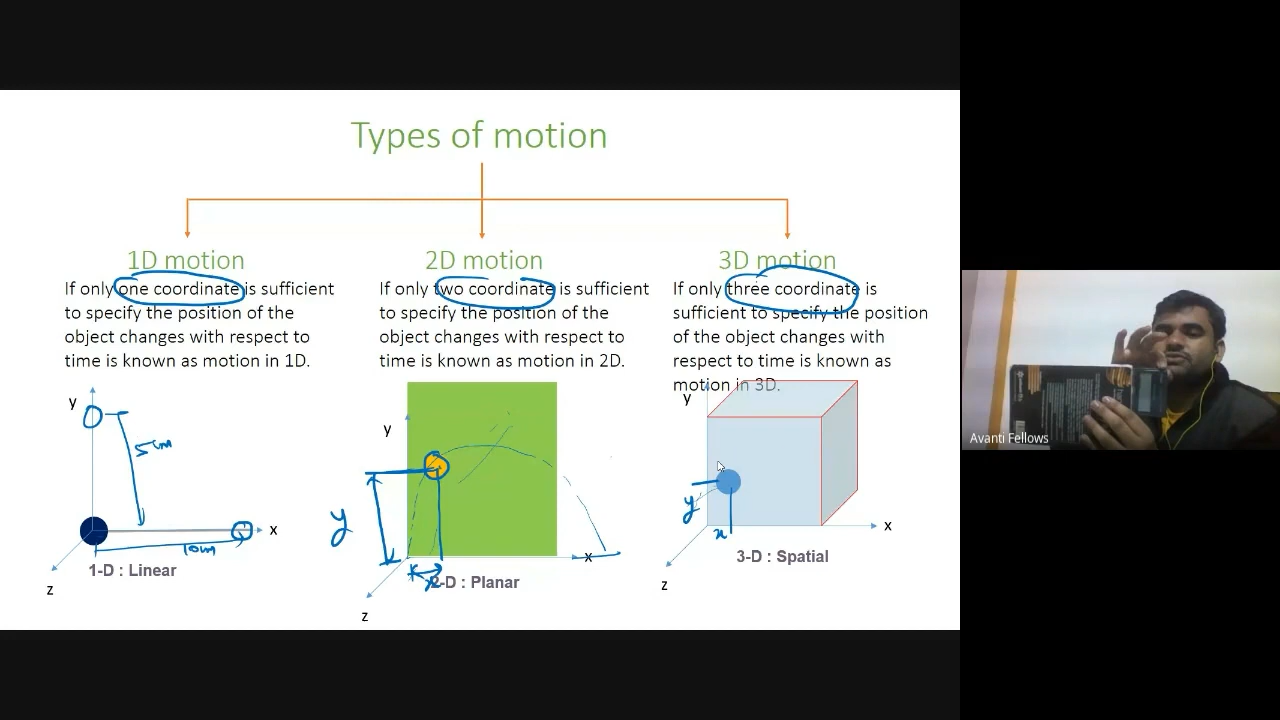 Types of motion
1D motion
If only one coordinate is sufficient
to specify the position of the
object changes with respect to
time is known as motion in 1D.
y
5 cm
x
10cm
1-D : Linear
z
2D motion
If only two coordinate is sufficient
to specify the position of the
object changes with respect to
time is known as motion in 2D.
y
y
x
x
2-D : Planar
z
3D motion
If only three coordinate is
sufficient to specify the position
of the object changes with
respect to time is known as
motion in 3D.
y
y
x
x
3-D : Spatial
z
Avanti Fellows